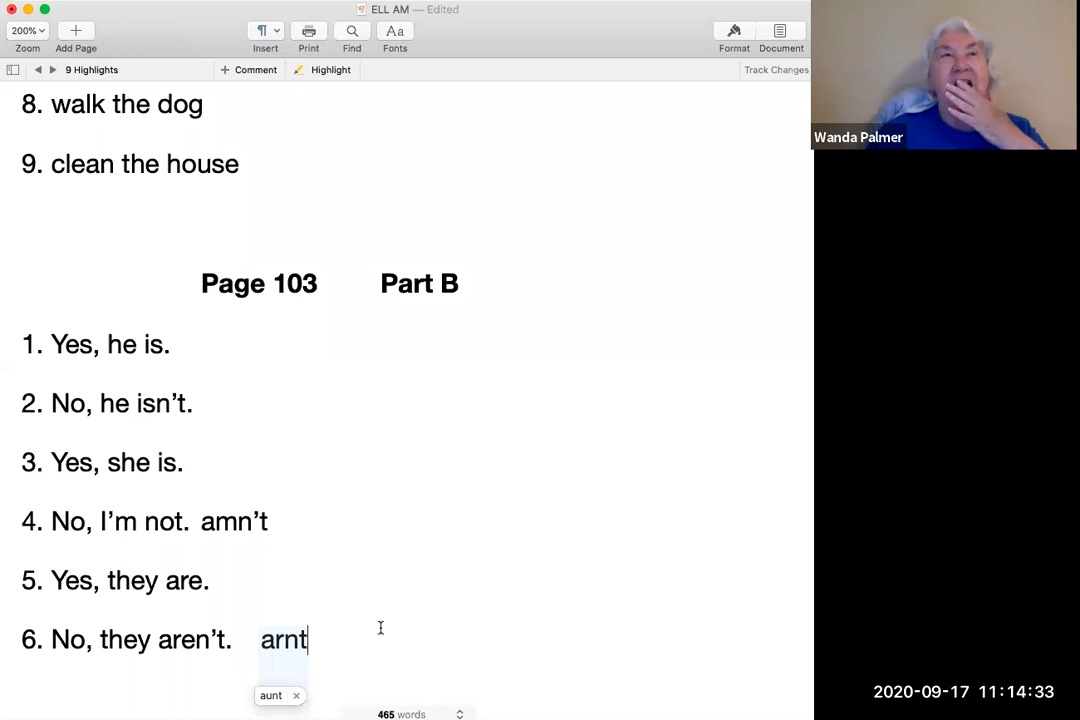 ELL AM — Edited
200%
Zoom Add Page Insert Print Find Fonts Format Document
Aa
9 Highlights + Comment Highlight Track Changes
8. walk the dog
9. clean the house
Page 103 Part B
1. Yes, he is.
2. No, he isn’t.
3. Yes, she is.
4. No, I’m not. amn’t
5. Yes, they are.
6. No, they aren’t. arnt
aunt ×
465 words
Wanda Palmer
2020-09-17 11:14:33